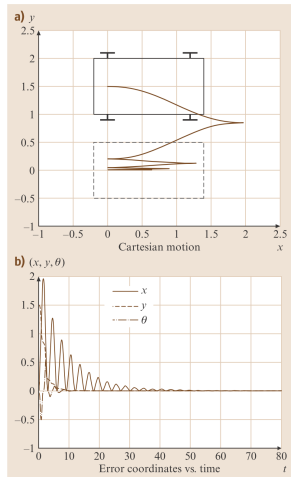 a) y
2.5
2
1.5
1
0.5
0
−0.5
−1
−1 −0.5 0 0.5 1 1.5 2 2.5
Cartesian motion x
b) (x, y, θ)
2
1.5
1
0.5
0
−0.5
−1
x
y
θ
0 10 20 30 40 50 60 70 80
Error coordinates vs. time t